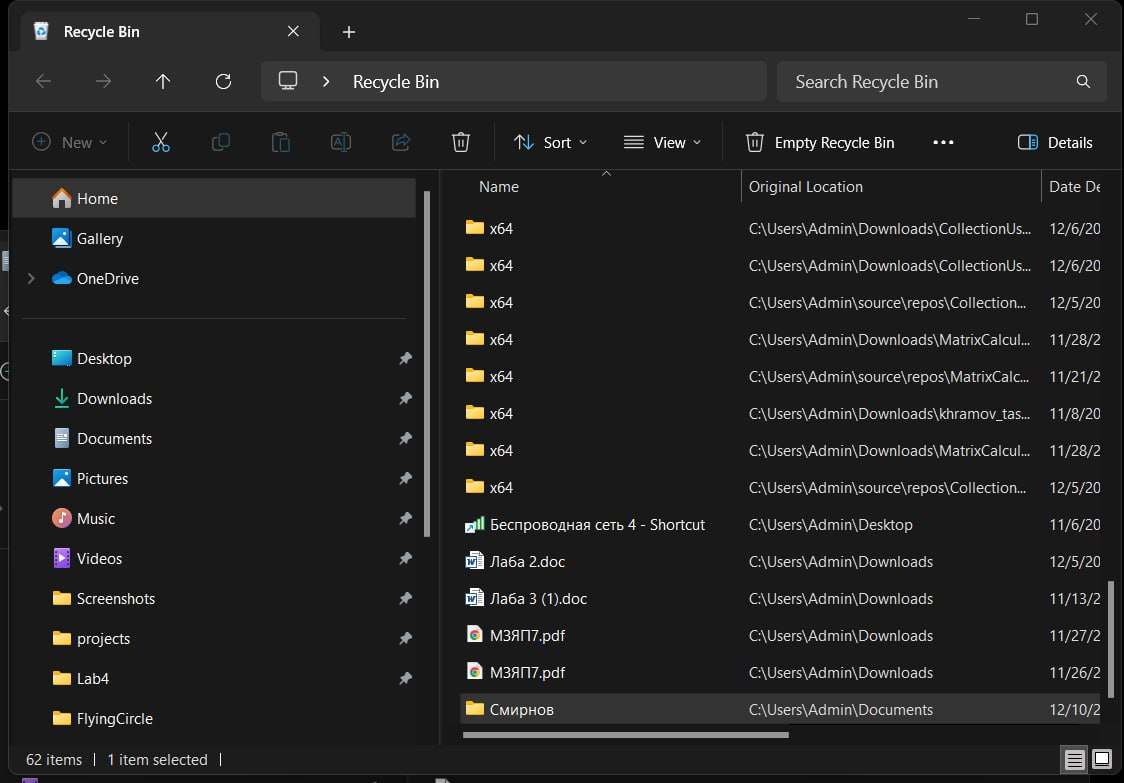 Recycle Bin
Recycle Bin
Search Recycle Bin
New
Sort
View
Empty Recycle Bin
Details
Home
Gallery
OneDrive
Desktop
Downloads
Documents
Pictures
Music
Videos
Screenshots
projects
Lab4
FlyingCircle
Name Original Location Date De
x64 C:\Users\Admin\Downloads\CollectionUs... 12/6/20
x64 C:\Users\Admin\Downloads\CollectionUs... 12/6/20
x64 C:\Users\Admin\source\repos\Collection... 12/5/20
x64 C:\Users\Admin\Downloads\MatrixCalcul... 11/28/2
x64 C:\Users\Admin\source\repos\MatrixCalc... 11/21/2
x64 C:\Users\Admin\Downloads\khramov_tas... 11/8/20
x64 C:\Users\Admin\Downloads\MatrixCalcul... 11/28/2
x64 C:\Users\Admin\source\repos\Collection... 12/5/20
Беспроводная сеть 4 - Shortcut C:\Users\Admin\Desktop 11/6/20
Лаба 2.doc C:\Users\Admin\Downloads 12/5/20
Лаба 3 (1).doc C:\Users\Admin\Downloads 11/13/2
МЗЯП7.pdf C:\Users\Admin\Downloads 11/27/2
МЗЯП7.pdf C:\Users\Admin\Downloads 11/26/2
Смирнов C:\Users\Admin\Documents 12/10/2
62 items | 1 item selected |